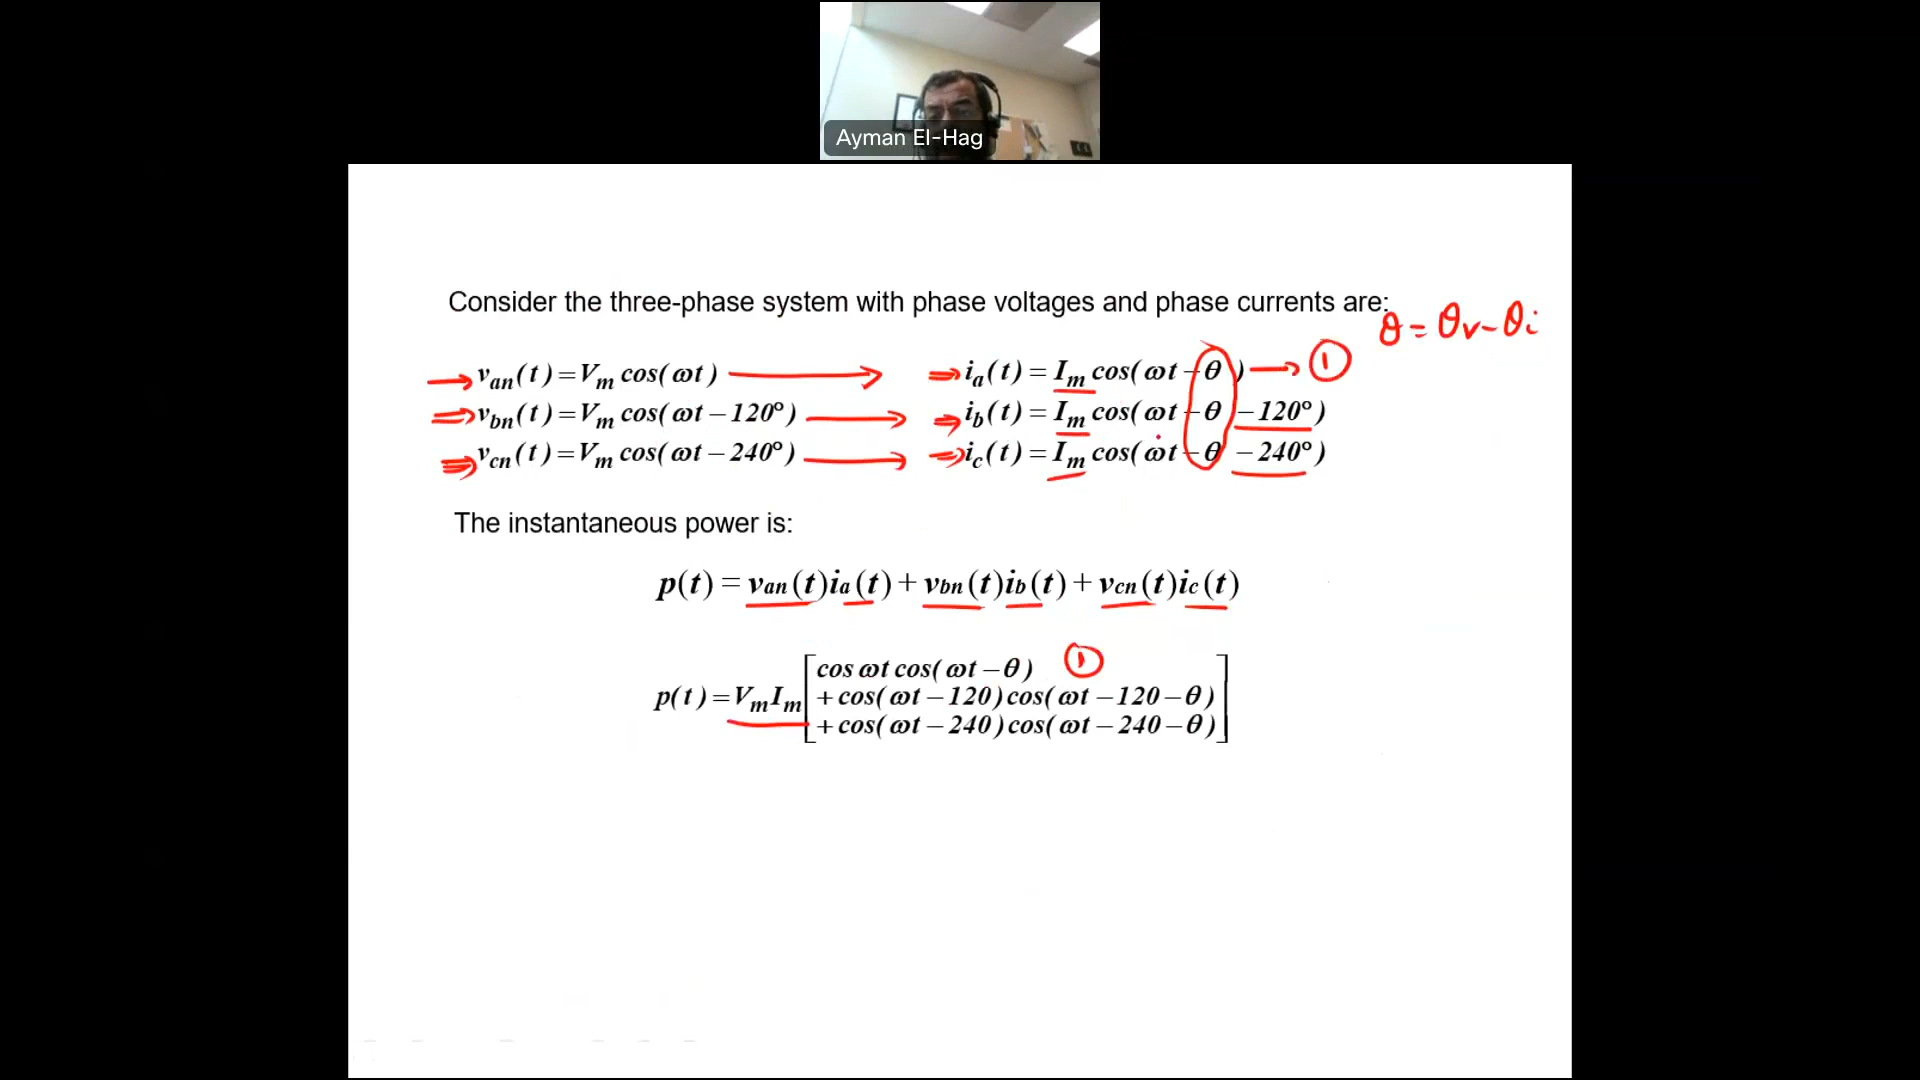 Ayman El-Hag
Consider the three-phase system with phase voltages and phase currents are:
θ = θv - θi
van(t) = Vm cos(ωt) ia(t) = Im cos(ωt - θ ) 1
vbn(t) = Vm cos(ωt - 120°) ib(t) = Im cos(ωt - θ - 120°)
vcn(t) = Vm cos(ωt - 240°) ic(t) = Im cos(ωt - θ - 240°)
The instantaneous power is:
p(t) = van(t)ia(t) + vbn(t)ib(t) + vcn(t)ic(t)
cos ωt cos(ωt - θ) 1
p(t) = VmIm + cos(ωt - 120)cos(ωt - 120 - θ)
+ cos(ωt - 240)cos(ωt - 240 - θ)